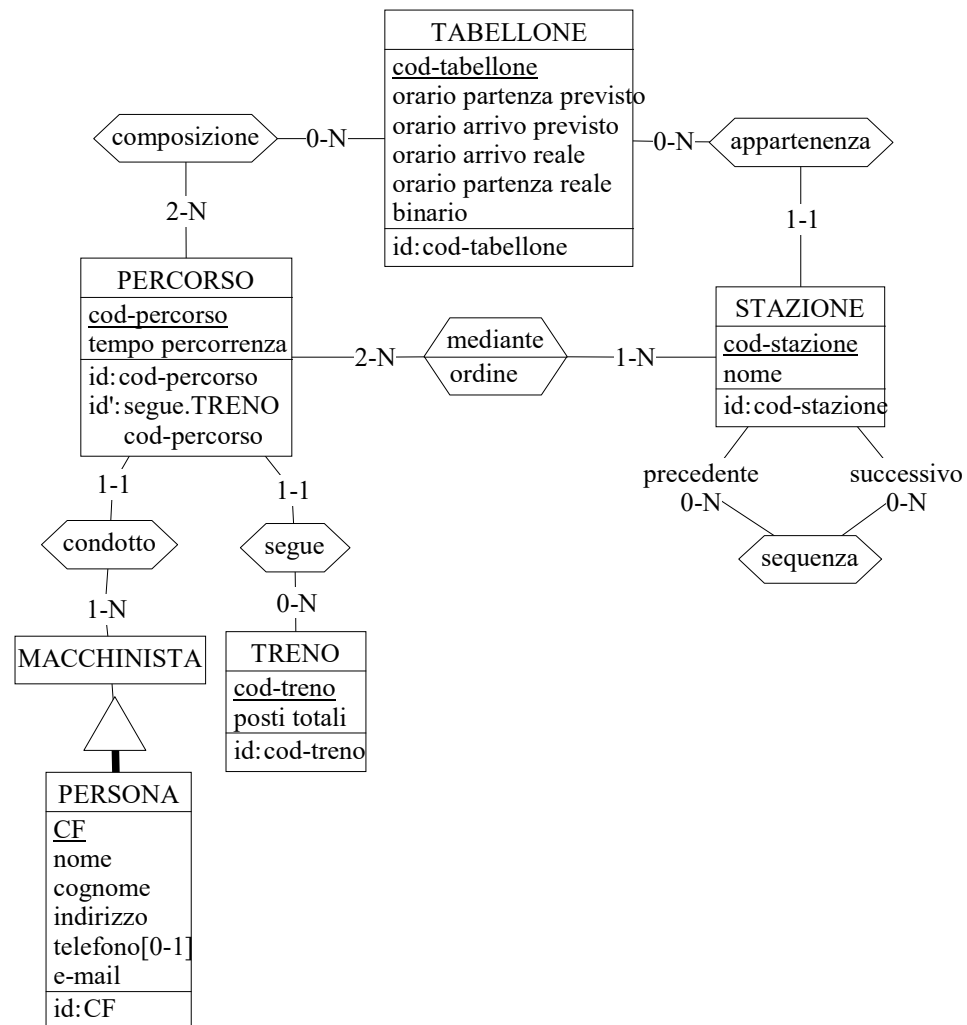 TABELLONE
cod-tabellone
orario partenza previsto
orario arrivo previsto
orario arrivo reale
orario partenza reale
binario
id:cod-tabellone
composizione
0-N
0-N
appartenenza
2-N
1-1
PERCORSO
cod-percorso
tempo percorrenza
id:cod-percorso
id':segue.TRENO
cod-percorso
2-N
mediante
ordine
1-N
STAZIONE
cod-stazione
nome
id:cod-stazione
precedente
0-N
successivo
0-N
sequenza
1-1
1-1
condotto
segue
1-N
0-N
MACCHINISTA
TRENO
cod-treno
posti totali
id:cod-treno
PERSONA
CF
nome
cognome
indirizzo
telefono[0-1]
e-mail
id:CF